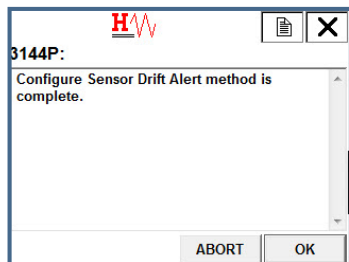 H
3144P:
Configure Sensor Drift Alert method is
complete.
ABORT OK